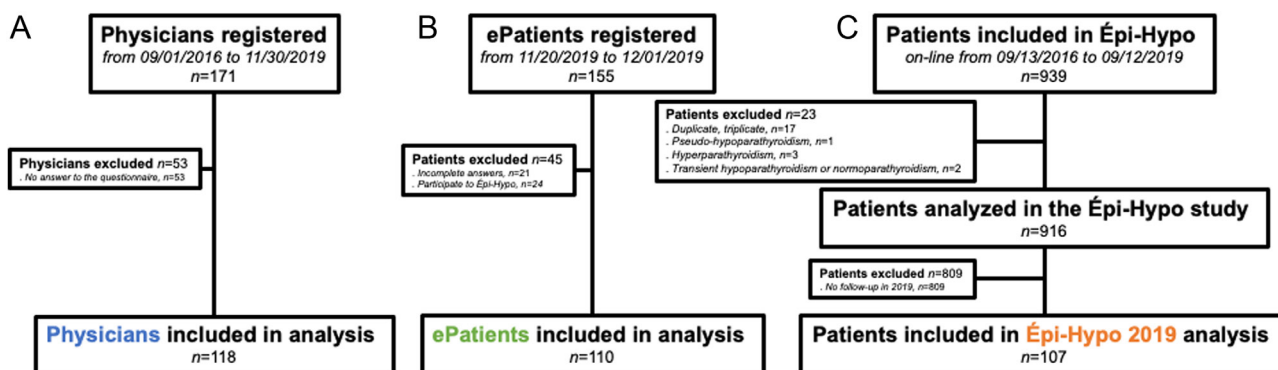 A
Physicians registered
from 09/01/2016 to 11/30/2019
n=171
Physicians excluded n=53
. No answer to the questionnaire, n=53
Physicians included in analysis
n=118
B
ePatients registered
from 11/20/2019 to 12/01/2019
n=155
Patients excluded n=45
. Incomplete answers, n=21
. Participate to Épi-Hypo, n=24
ePatients included in analysis
n=110
C
Patients included in Épi-Hypo
on-line from 09/13/2016 to 09/12/2019
n=939
Patients excluded n=23
. Duplicate, triplicate, n=17
. Pseudo-hypoparathyroidism, n=1
. Hyperparathyroidism, n=3
. Transient hypoparathyroidism or normoparathyroidism, n=2
Patients analyzed in the Épi-Hypo study
n=916
Patients excluded n=809
. No follow-up in 2019, n=809
Patients included in Épi-Hypo 2019 analysis
n=107